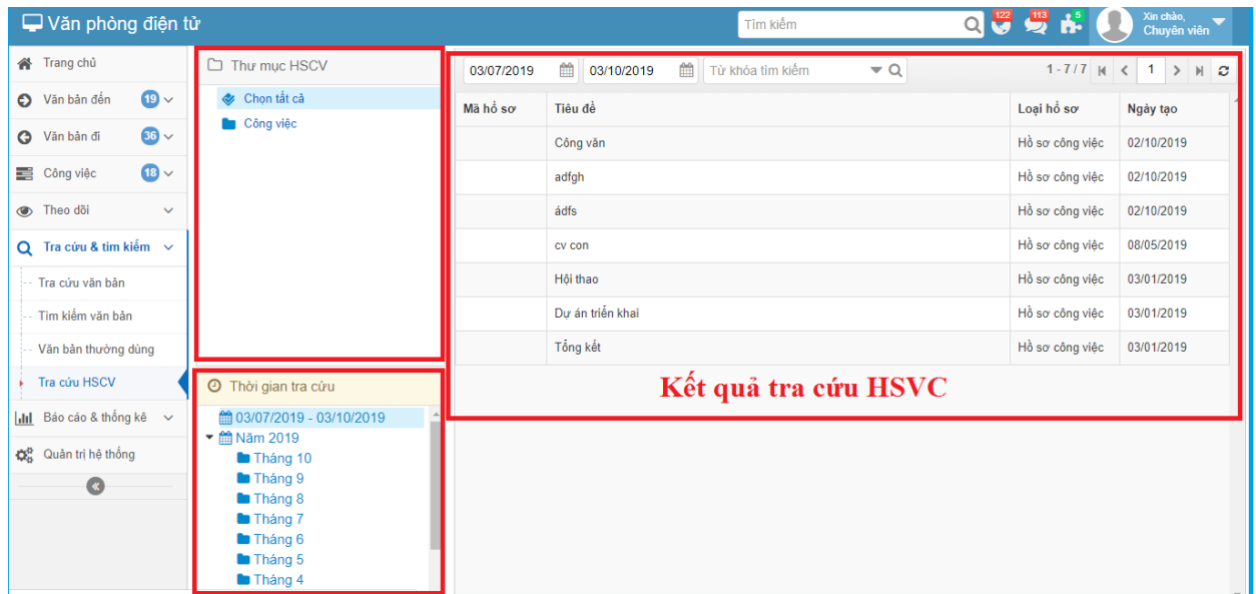 Văn phòng điện tử
Tìm kiếm
122
113
5
Xin chào,
Chuyên viên
Trang chủ
Văn bản đến 19
Văn bản đi 36
Công việc 18
Theo dõi
Tra cứu & tìm kiếm
Tra cứu văn bản
Tìm kiếm văn bản
Văn bản thường dùng
Tra cứu HSCV
Báo cáo & thống kê
Quản trị hệ thống
Thư mục HSCV
Chọn tất cả
Công việc
Thời gian tra cứu
03/07/2019 - 03/10/2019
Năm 2019
Tháng 10
Tháng 9
Tháng 8
Tháng 7
Tháng 6
Tháng 5
Tháng 4
03/07/2019 03/10/2019 Từ khóa tìm kiếm 1 - 7 / 7 1
Mã hồ sơ Tiêu đề Loại hồ sơ Ngày tạo
Công văn Hồ sơ công việc 02/10/2019
adfgh Hồ sơ công việc 02/10/2019
ádfs Hồ sơ công việc 02/10/2019
cv con Hồ sơ công việc 08/05/2019
Hội thao Hồ sơ công việc 03/01/2019
Dự án triển khai Hồ sơ công việc 03/01/2019
Tổng kết Hồ sơ công việc 03/01/2019
Kết quả tra cứu HSVC